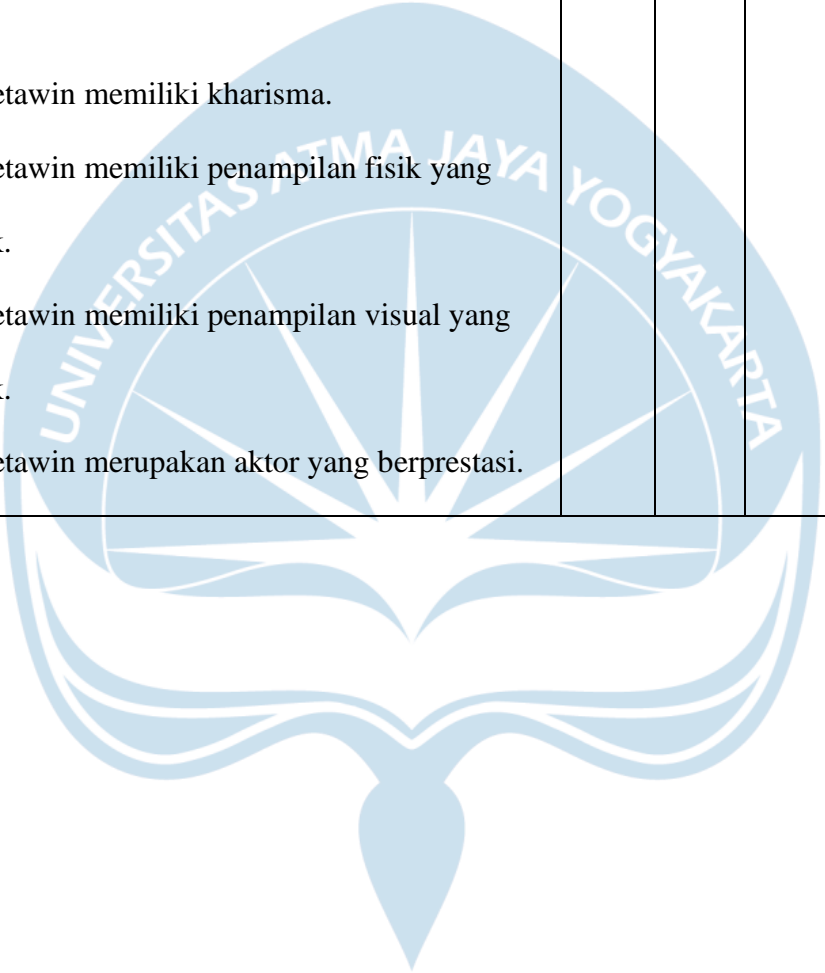 etawin memiliki kharisma.
etawin memiliki penampilan fisik yang
k.
etawin memiliki penampilan visual yang
k.
etawin merupakan aktor yang berprestasi.
UNIVERSITAS ATMA JAYA YOGYAKARTA